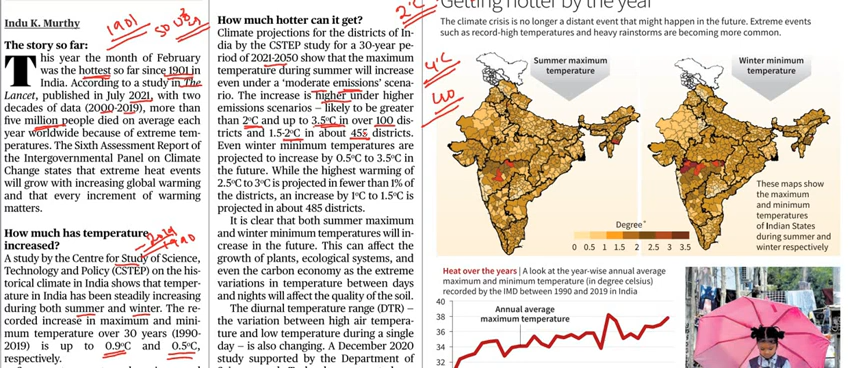 Indu K. Murthy
The story so far:
This year the month of February
was the hottest so far since 1901 in
India. According to a study in The
Lancet, published in July 2021, with two
decades of data (2000-2019), more than
five million people died on average each
year worldwide because of extreme tem-
peratures. The Sixth Assessment Report of
the Intergovernmental Panel on Climate
Change states that extreme heat events
will grow with increasing global warming
and that every increment of warming
matters.
How much has temperature
increased?
A study by the Centre for Study of Science,
Technology and Policy (CSTEP) on the his-
torical climate in India shows that temper-
ature in India has been steadily increasing
during both summer and winter. The re-
corded increase in maximum and mini-
mum temperature over 30 years (1990-
2019) is up to 0.9°C and 0.5°C,
respectively.
1901
2019
1990
How much hotter can it get?
Climate projections for the districts of In-
dia by the CSTEP study for a 30-year pe-
riod of 2021-2050 show that the maximum
temperature during summer will increase
even under a ‘moderate emissions’ scena-
rio. The increase is higher under higher
emissions scenarios – likely to be greater
than 2°C and up to 3.5°C in over 100 dis-
tricts and 1.5-2°C in about 455 districts.
Even winter minimum temperatures are
projected to increase by 0.5°C to 3.5°C in
the future. While the highest warming of
2.5°C to 3°C is projected in fewer than 1% of
the districts, an increase by 1°C to 1.5°C is
projected in about 485 districts.
It is clear that both summer maximum
and winter minimum temperatures will in-
crease in the future. This can affect the
growth of plants, ecological systems, and
even the carbon economy as the extreme
variations in temperature between days
and nights will affect the quality of the soil.
The diurnal temperature range (DTR) –
the variation between high air tempera-
ture and low temperature during a single
day – is also changing. A December 2020
study supported by the Department of
2°C
4°C
40
Getting hotter by the year
The climate crisis is no longer a distant event that might happen in the future. Extreme events
such as record-high temperatures and heavy rainstorms are becoming more common.
Summer maximum
temperature
Winter minimum
temperature
These maps show
the maximum
and minimum
temperatures
of Indian States
during summer and
winter respectively
Degree°
0 0.5 1 1.5 2 2.5 3 3.5
Heat over the years | A look at the year-wise annual average
maximum and minimum temperature (in degree celsius)
recorded by the IMD between 1990 and 2019 in India
Annual average
maximum temperature
40
38
36
34
32